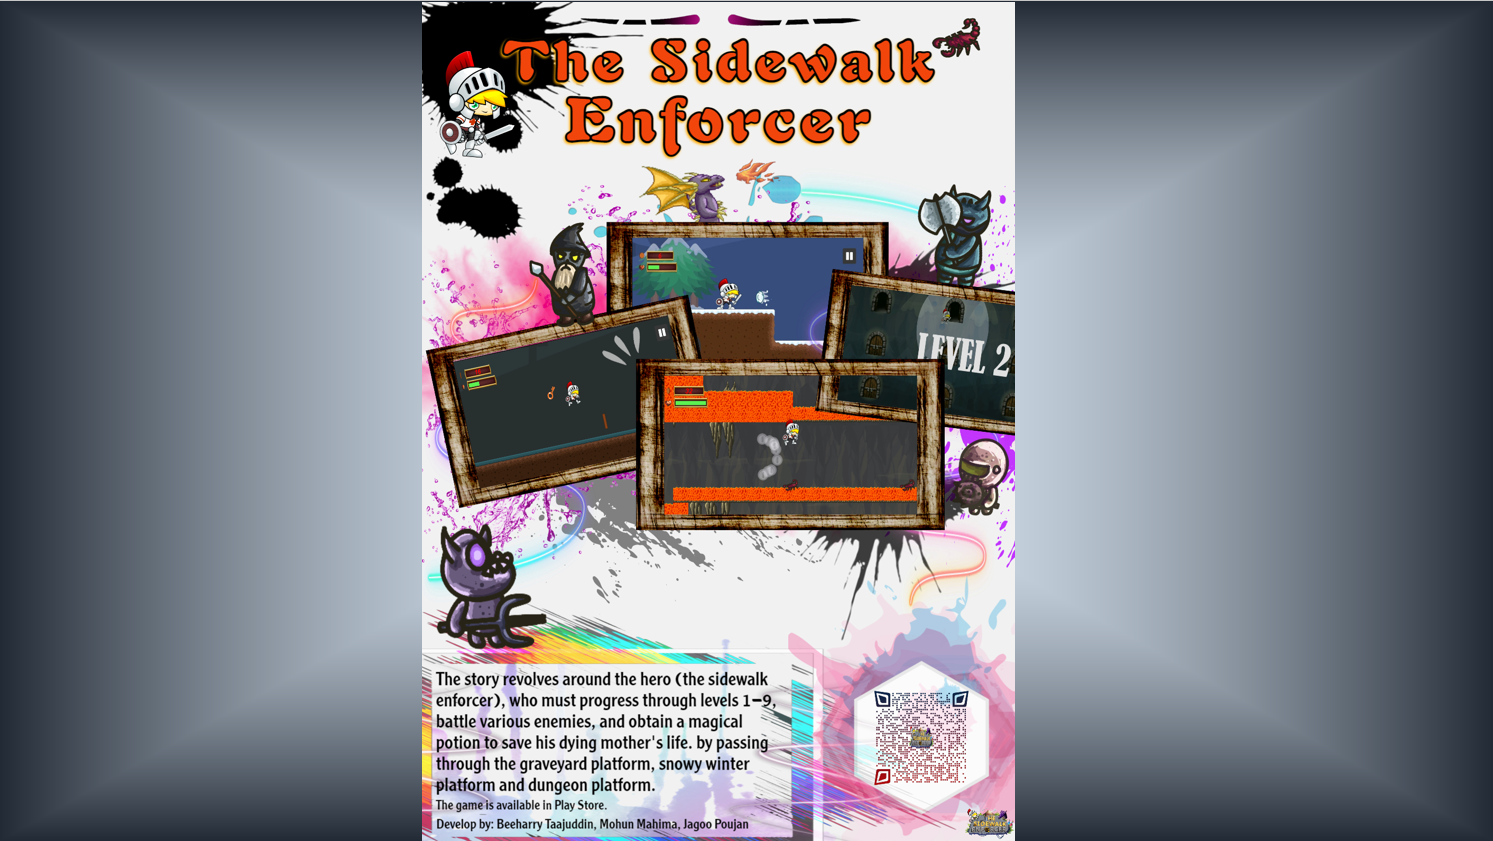 The Sidewalk
Enforcer
LEVEL 2
The story revolves around the hero (the sidewalk
enforcer), who must progress through levels 1–9,
battle various enemies, and obtain a magical
potion to save his dying mother's life. by passing
through the graveyard platform, snowy winter
platform and dungeon platform.
The game is available in Play Store.
Develop by: Beeharry Taajuddin, Mohun Mahima, Jagoo Poujan